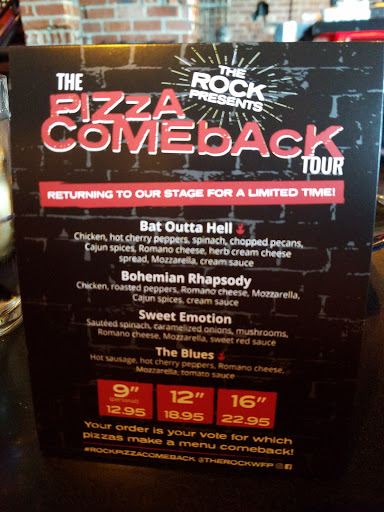 THE ROCK PRESENTS
THE
PIZZA
COMEbAcK
TOUR
RETURNING TO OUR STAGE FOR A LIMITED TIME!
Bat Outta Hell
Chicken, hot cherry peppers, spinach, chopped pecans,
Cajun spices, Romano cheese, herb cream cheese
spread, Mozzarella, cream sauce
Bohemian Rhapsody
Chicken, roasted peppers, Romano cheese, Mozzarella,
Cajun spices, cream sauce
Sweet Emotion
Sautéed spinach, caramelized onions, mushrooms,
Romano cheese, Mozzarella, sweet red sauce
The Blues
Hot sausage, hot cherry peppers, Romano cheese,
Mozzarella, tomato sauce
9" 12" 16"
(personal)
12.95 18.95 22.95
Your order is your vote for which
pizzas make a menu comeback!
#ROCKPIZZACOMEBACK @THEROCKWFP